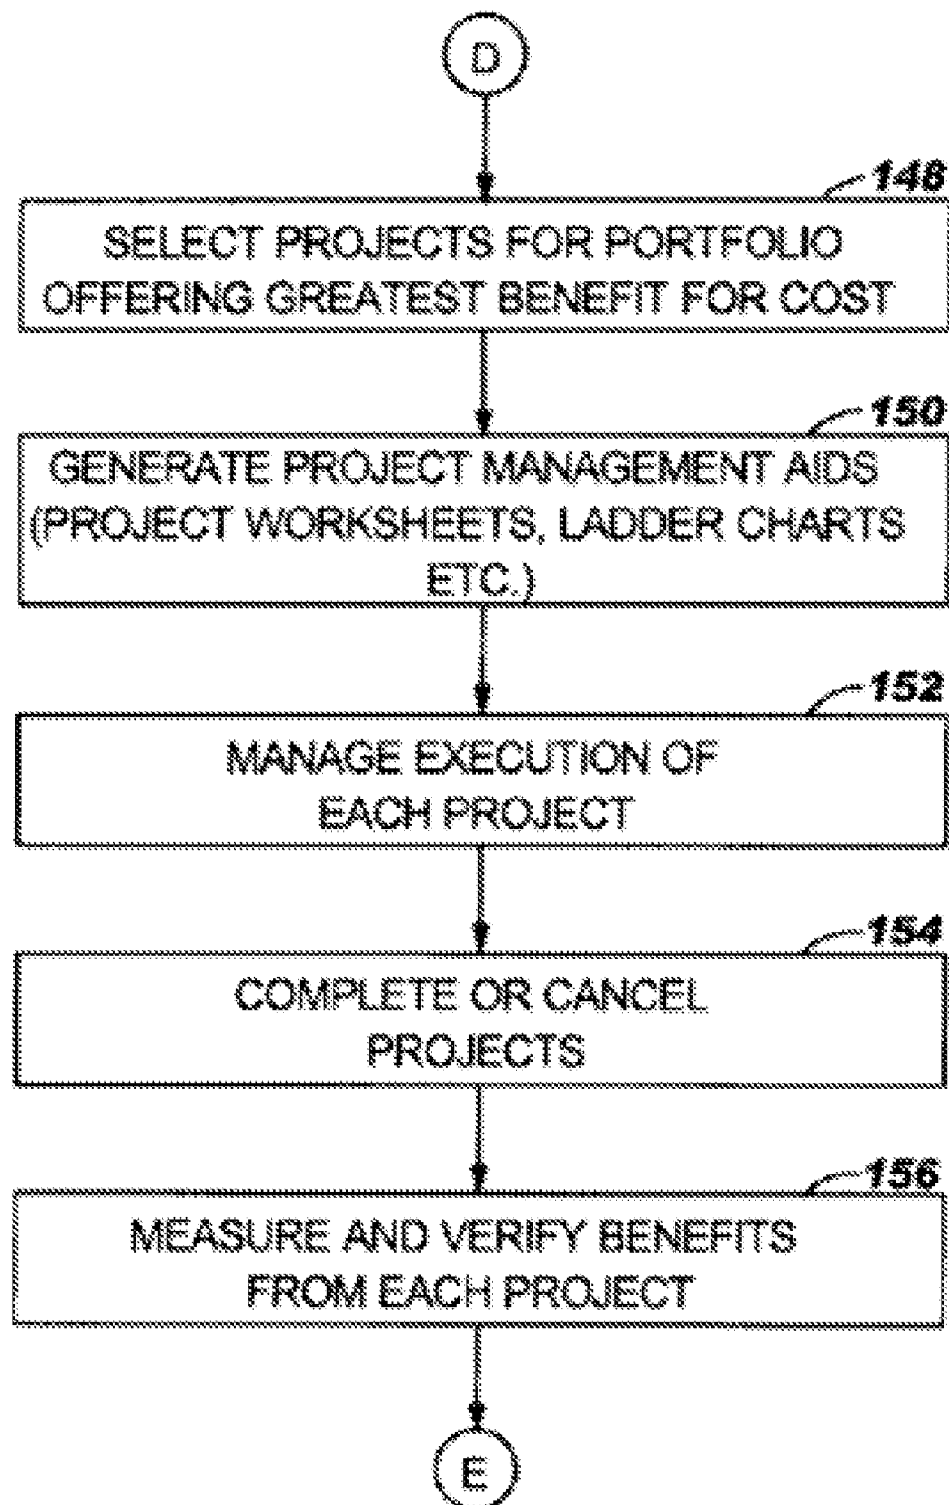 D
148
SELECT PROJECTS FOR PORTFOLIO
OFFERING GREATEST BENEFIT FOR COST
150
GENERATE PROJECT MANAGEMENT AIDS
(PROJECT WORKSHEETS, LADDER CHARTS
ETC.)
152
MANAGE EXECUTION OF
EACH PROJECT
154
COMPLETE OR CANCEL
PROJECTS
156
MEASURE AND VERIFY BENEFITS
FROM EACH PROJECT
E